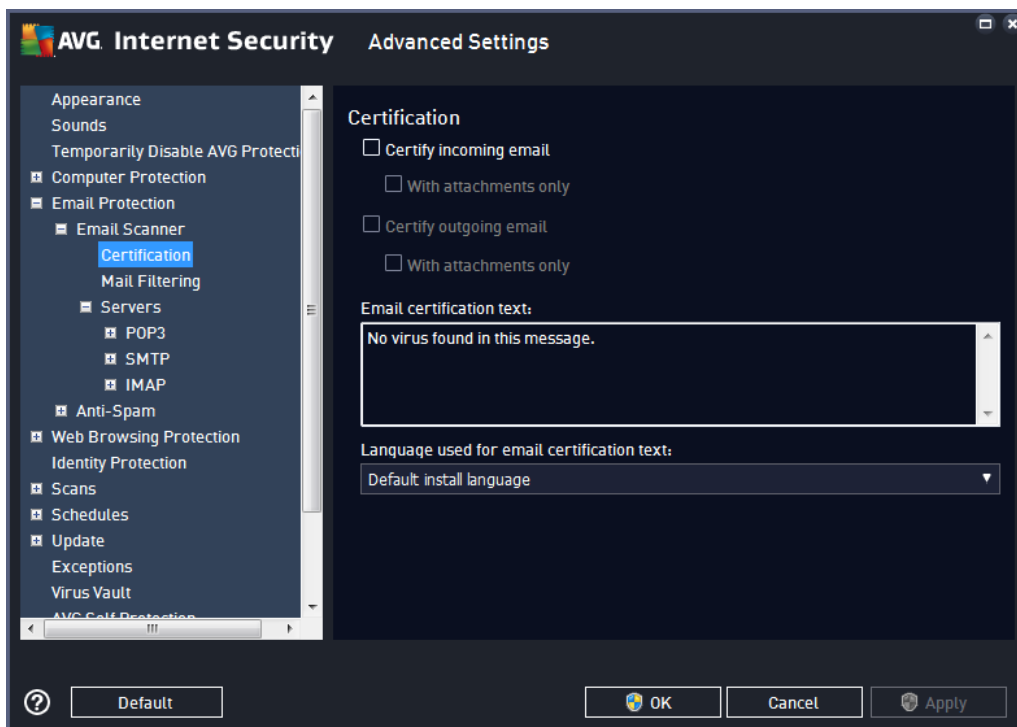 AVG. Internet Security Advanced Settings
Appearance
Sounds
Temporarily Disable AVG Protecti
Computer Protection
Email Protection
Email Scanner
Certification
Mail Filtering
Servers
POP3
SMTP
IMAP
Anti-Spam
Web Browsing Protection
Identity Protection
Scans
Schedules
Update
Exceptions
Virus Vault
AVG Self Protection
Certification
Certify incoming email
With attachments only
Certify outgoing email
With attachments only
Email certification text:
No virus found in this message.
Language used for email certification text:
Default install language
Default
OK
Cancel
Apply